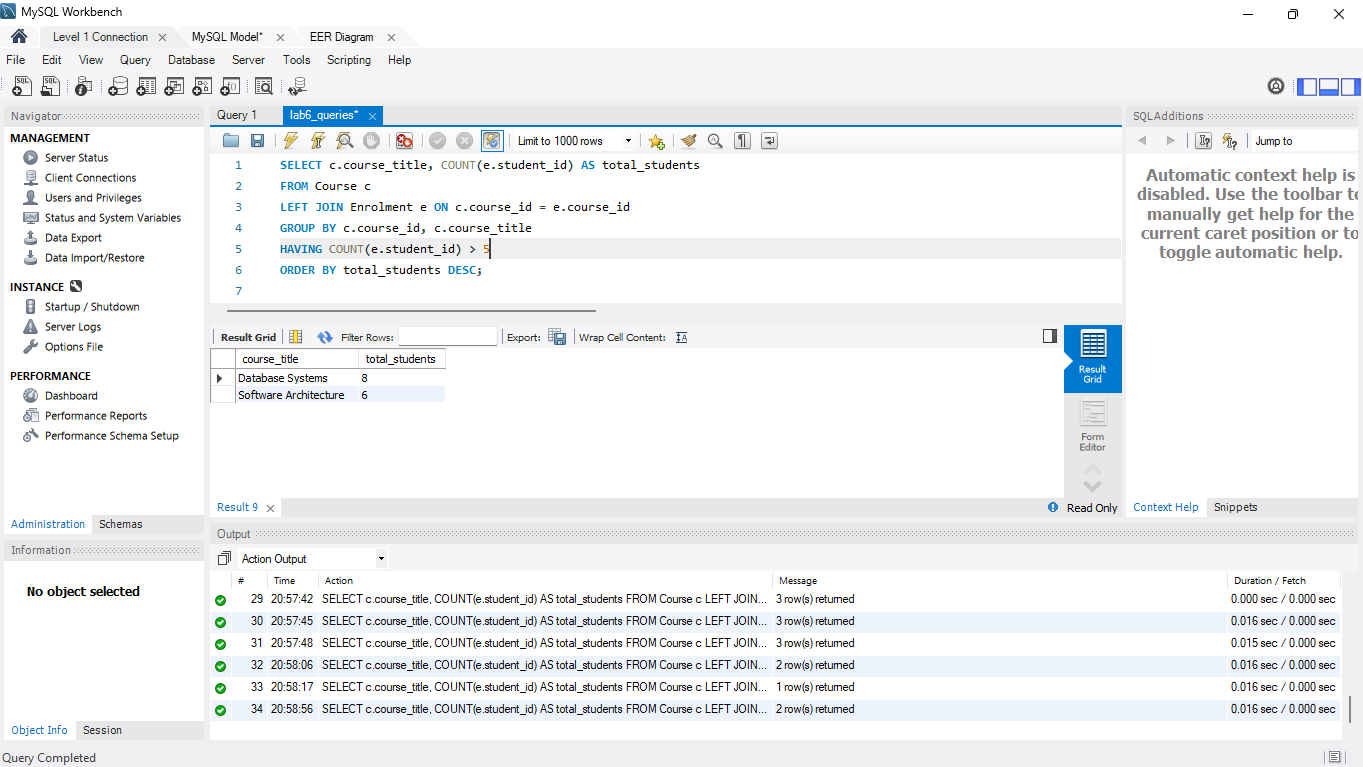 MySQL Workbench
Level 1 Connection
MySQL Model*
EER Diagram
File Edit View Query Database Server Tools Scripting Help
Navigator
MANAGEMENT
Server Status
Client Connections
Users and Privileges
Status and System Variables
Data Export
Data Import/Restore
INSTANCE
Startup / Shutdown
Server Logs
Options File
PERFORMANCE
Dashboard
Performance Reports
Performance Schema Setup
Administration Schemas
Information
No object selected
Object Info Session
Query Completed
Query 1 lab6_queries*
Limit to 1000 rows
1 SELECT c.course_title, COUNT(e.student_id) AS total_students
2 FROM Course c
3 LEFT JOIN Enrolment e ON c.course_id = e.course_id
4 GROUP BY c.course_id, c.course_title
5 HAVING COUNT(e.student_id) > 5
6 ORDER BY total_students DESC;
7
Result Grid Filter Rows: Export: Wrap Cell Content:
course_title total_students
Database Systems 8
Software Architecture 6
Result
Grid
Form
Editor
Result 9
Read Only
SQLAdditions
Jump to
Automatic context help is
disabled. Use the toolbar to
manually get help for the
current caret position or to
toggle automatic help.
Context Help Snippets
Output
Action Output
# Time Action Message Duration / Fetch
29 20:57:42 SELECT c.course_title, COUNT(e.student_id) AS total_students FROM Course c LEFT JOIN... 3 row(s) returned 0.000 sec / 0.000 sec
30 20:57:45 SELECT c.course_title, COUNT(e.student_id) AS total_students FROM Course c LEFT JOIN... 3 row(s) returned 0.016 sec / 0.000 sec
31 20:57:48 SELECT c.course_title, COUNT(e.student_id) AS total_students FROM Course c LEFT JOIN... 3 row(s) returned 0.015 sec / 0.000 sec
32 20:58:06 SELECT c.course_title, COUNT(e.student_id) AS total_students FROM Course c LEFT JOIN... 2 row(s) returned 0.016 sec / 0.000 sec
33 20:58:17 SELECT c.course_title, COUNT(e.student_id) AS total_students FROM Course c LEFT JOIN... 1 row(s) returned 0.016 sec / 0.000 sec
34 20:58:56 SELECT c.course_title, COUNT(e.student_id) AS total_students FROM Course c LEFT JOIN... 2 row(s) returned 0.016 sec / 0.000 sec